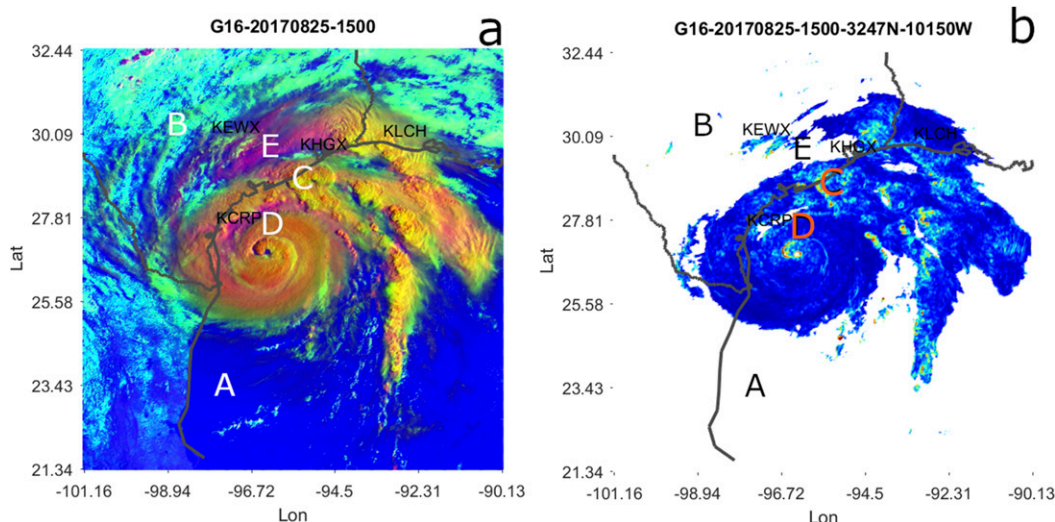 G16-20170825-1500
a
32.44
30.09
27.81
25.58
23.43
21.34
Lat
B
KEWX
E
KHGX
KLCH
C
KCRP
D
A
-101.16 -98.94 -96.72 -94.5 -92.31 -90.13
Lon
G16-20170825-1500-3247N-10150W
b
32.44
30.09
27.81
25.58
23.43
21.34
Lat
B
KEWX
E
KHGX
KLCH
C
KCRP
D
A
-101.16 -98.94 -96.72 -94.5 -92.31 -90.13
Lon